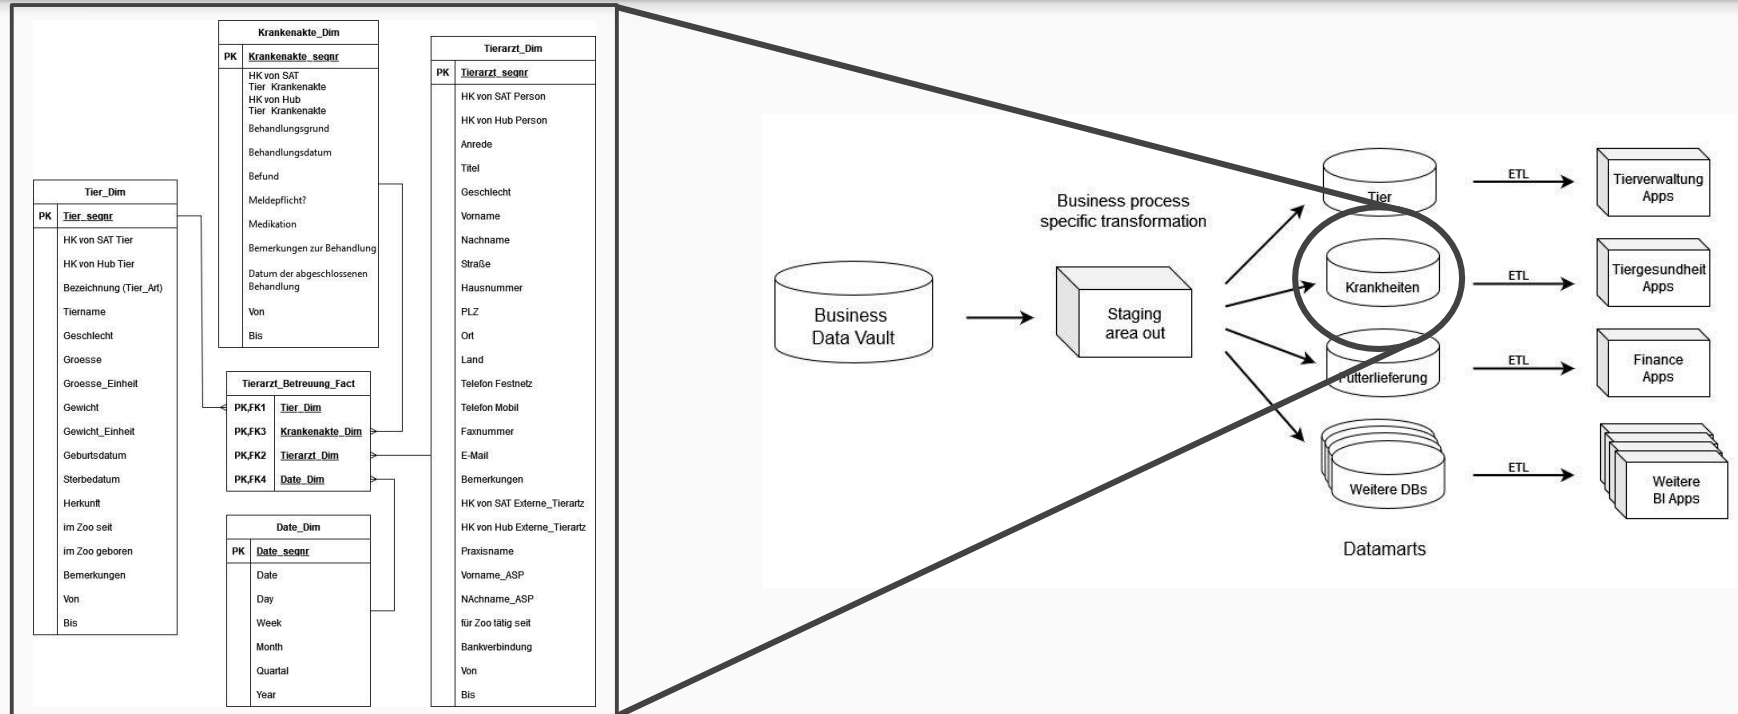 Krankenakte_Dim
PK Krankenakte_seqnr
HK von SAT
Tier_Krankenakte
HK von Hub
Tier_Krankenakte
Behandlungsgrund
Behandlungsdatum
Befund
Meldepflicht?
Medikation
Bemerkungen zur Behandlung
Datum der abgeschlossenen
Behandlung
Von
Bis
Tierarzt_Dim
PK Tierarzt_seqnr
HK von SAT Person
HK von Hub Person
Anrede
Titel
Geschlecht
Vorname
Nachname
Straße
Hausnummer
PLZ
Ort
Land
Telefon Festnetz
Telefon Mobil
Faxnummer
E-Mail
Bemerkungen
HK von SAT Externe_Tierartz
HK von Hub Externe_Tierartz
Praxisname
Vorname_ASP
NAchname_ASP
für Zoo tätig seit
Bankverbindung
Von
Bis
Tier_Dim
PK Tier_seqnr
HK von SAT Tier
HK von Hub Tier
Bezeichnung (Tier_Art)
Tiername
Geschlecht
Groesse
Groesse_Einheit
Gewicht
Gewicht_Einheit
Geburtsdatum
Sterbedatum
Herkunft
im Zoo seit
im Zoo geboren
Bemerkungen
Von
Bis
Tierarzt_Betreuung_Fact
PK,FK1 Tier_Dim
PK,FK3 Krankenakte_Dim
PK,FK2 Tierarzt_Dim
PK,FK4 Date_Dim
Date_Dim
PK Date_seqnr
Date
Day
Week
Month
Quartal
Year
Business
Data Vault
Staging
area out
Business process
specific transformation
Tier
Krankheiten
Futterlieferung
Weitere DBs
Datamarts
ETL
Tierverwaltung
Apps
ETL
Tiergesundheit
Apps
ETL
Finance
Apps
ETL
Weitere
BI Apps